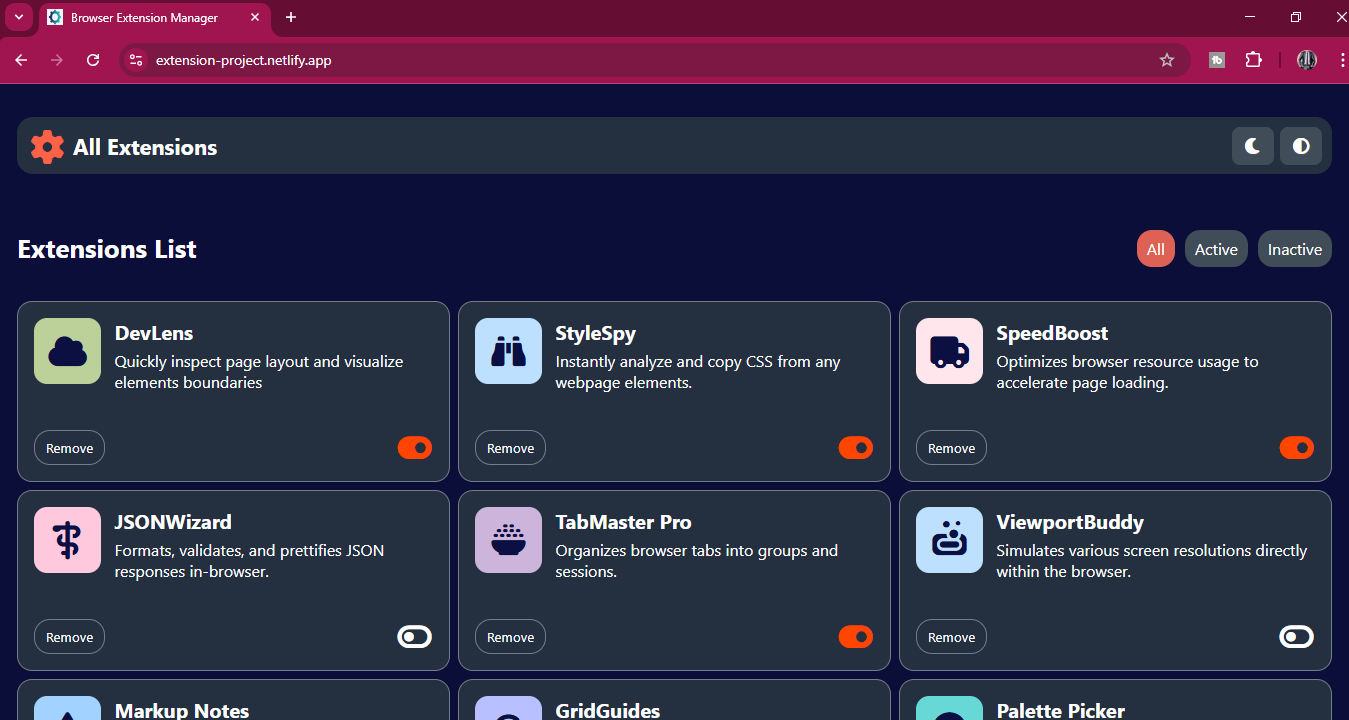 Browser Extension Manager
extension-project.netlify.app
tb
All Extensions
Extensions List
All
Active
Inactive
DevLens
Quickly inspect page layout and visualize
elements boundaries
Remove
StyleSpy
Instantly analyze and copy CSS from any
webpage elements.
Remove
SpeedBoost
Optimizes browser resource usage to
accelerate page loading.
Remove
JSONWizard
Formats, validates, and prettifies JSON
responses in-browser.
Remove
TabMaster Pro
Organizes browser tabs into groups and
sessions.
Remove
ViewportBuddy
Simulates various screen resolutions directly
within the browser.
Remove
Markup Notes
GridGuides
Palette Picker